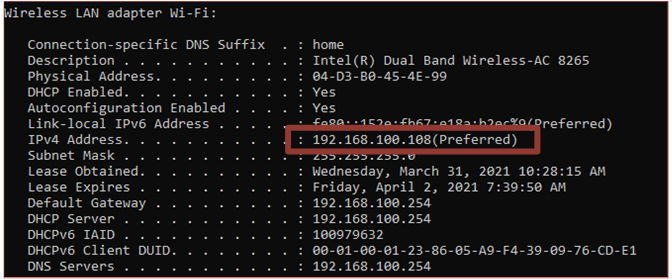 Wireless LAN adapter Wi-Fi:
Connection-specific DNS Suffix . : home
Description . . . . . . . . . . . : Intel(R) Dual Band Wireless-AC 8265
Physical Address. . . . . . . . . : 04-D3-B0-45-4E-99
DHCP Enabled. . . . . . . . . . . : Yes
Autoconfiguration Enabled . . . . : Yes
Link-local IPv6 Address . . . . . : fe80::152e:fb67:e18a:b2ec%9(Preferred)
IPv4 Address. . . . . . . . . . . : 192.168.100.108(Preferred)
Subnet Mask . . . . . . . . . . . : 255.255.255.0
Lease Obtained. . . . . . . . . . : Wednesday, March 31, 2021 10:28:15 AM
Lease Expires . . . . . . . . . . : Friday, April 2, 2021 7:39:50 AM
Default Gateway . . . . . . . . . : 192.168.100.254
DHCP Server . . . . . . . . . . . : 192.168.100.254
DHCPv6 IAID . . . . . . . . . . . : 100979632
DHCPv6 Client DUID. . . . . . . . : 00-01-00-01-23-86-05-A9-F4-39-09-76-CD-E1
DNS Servers . . . . . . . . . . . : 192.168.100.254